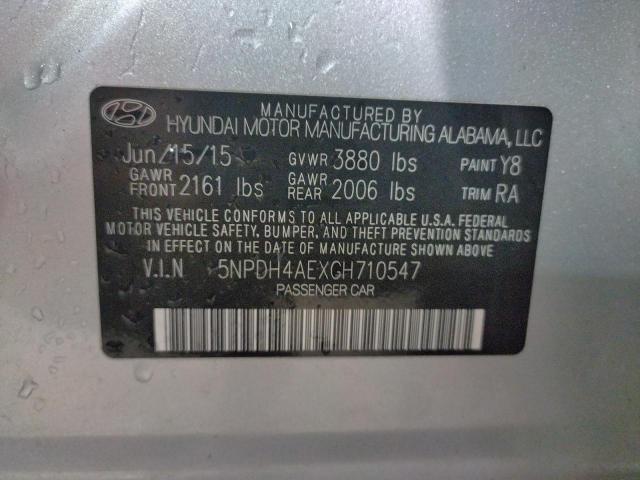 MANUFACTURED BY
HYUNDAI MOTOR MANUFACTURING ALABAMA, LLC
Jun/15/15 GVWR 3880 lbs PAINT Y8
GAWR FRONT 2161 lbs GAWR REAR 2006 lbs TRIM RA
THIS VEHICLE CONFORMS TO ALL APPLICABLE U.S.A. FEDERAL
MOTOR VEHICLE SAFETY, BUMPER, AND THEFT PREVENTION STANDARDS
IN EFFECT ON THE DATE OF MANUFACTURE SHOWN ABOVE
V.I.N 5NPDH4AEXGH710547
PASSENGER CAR